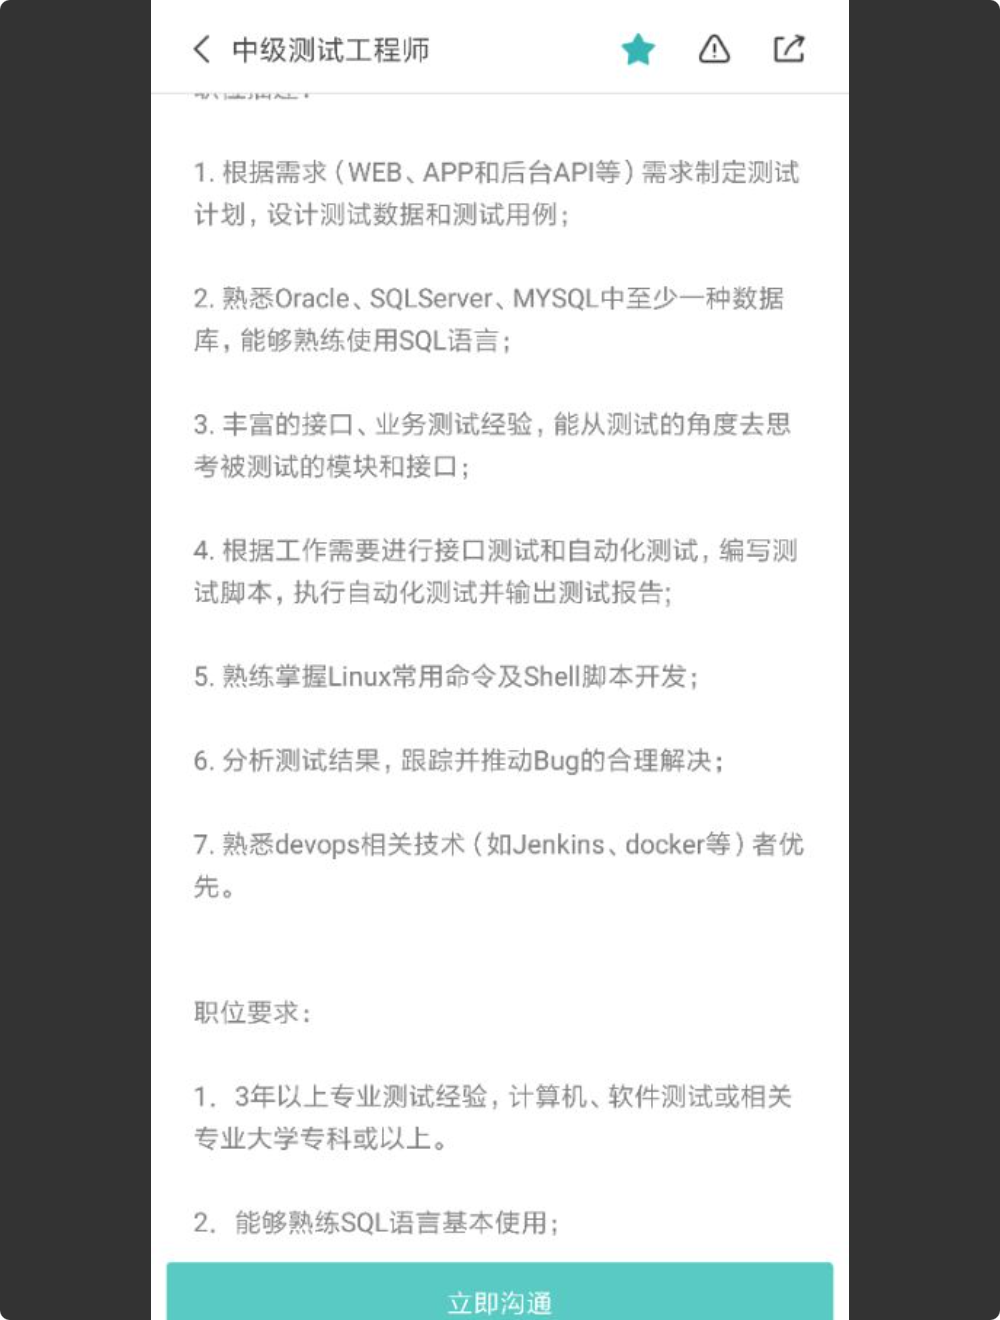 中级测试工程师
职位描述：
1. 根据需求（WEB、APP和后台API等）需求制定测试
计划，设计测试数据和测试用例；
2. 熟悉Oracle、SQLServer、MYSQL中至少一种数据
库，能够熟练使用SQL语言；
3. 丰富的接口、业务测试经验，能从测试的角度去思
考被测试的模块和接口；
4. 根据工作需要进行接口测试和自动化测试，编写测
试脚本，执行自动化测试并输出测试报告;
5. 熟练掌握Linux常用命令及Shell脚本开发；
6. 分析测试结果，跟踪并推动Bug的合理解决；
7. 熟悉devops相关技术（如Jenkins、docker等）者优
先。
职位要求：
1. 3年以上专业测试经验，计算机、软件测试或相关
专业大学专科或以上。
2. 能够熟练SQL语言基本使用；
立即沟通